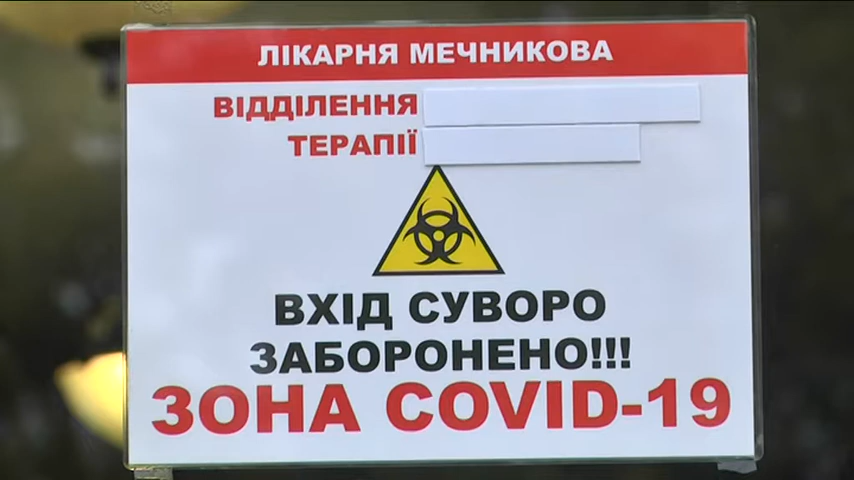 ЛІКАРНЯ МЕЧНИКОВА
ВІДДІЛЕННЯ
ТЕРАПІЇ
ВХІД СУВОРО
ЗАБОРОНЕНО!!!
ЗОНА COVID-19